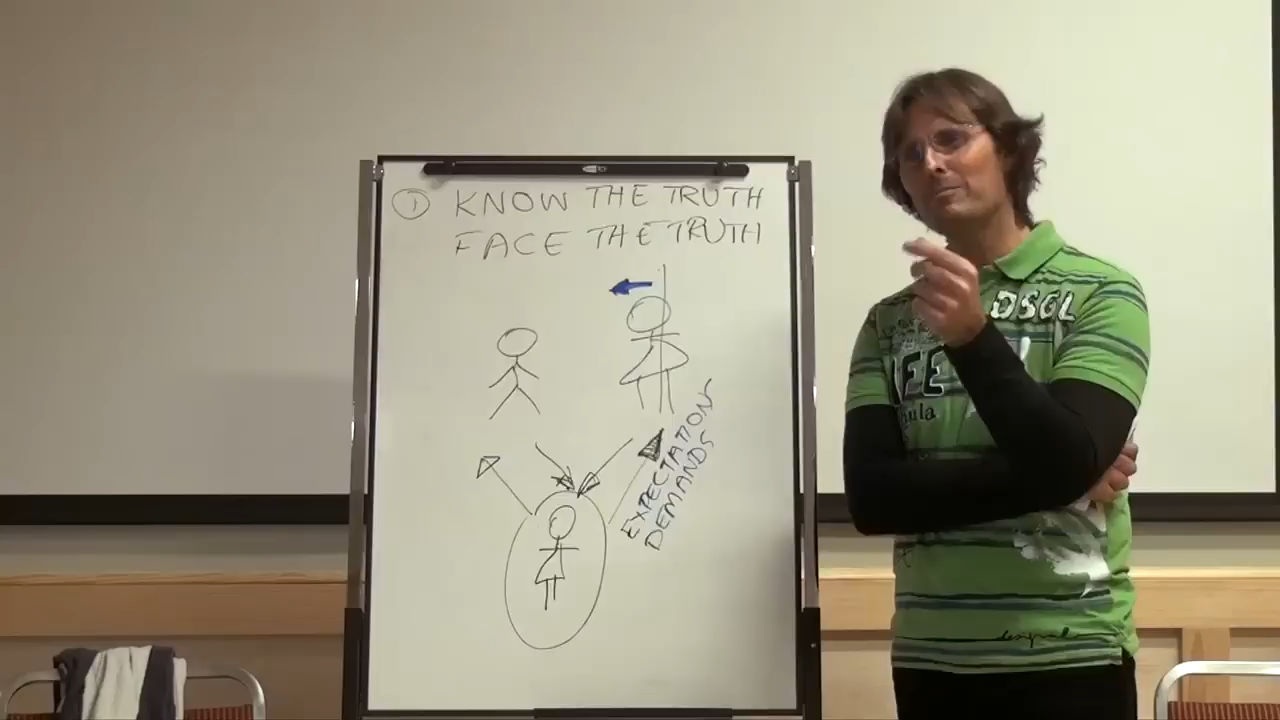 1 KNOW THE TRUTH
FACE THE TRUTH
EXPECTATION
DEMANDS
DSGL